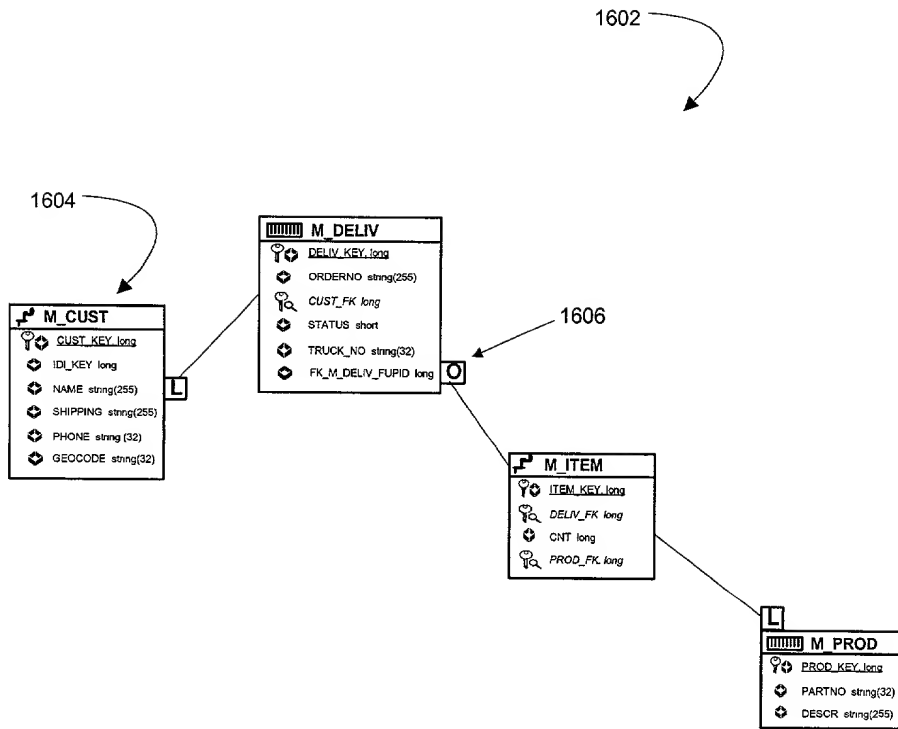 1602
1604
M_DELIV
DELIV_KEY. long
ORDERNO string(255)
CUST_FK long
STATUS short
TRUCK_NO string(32)
FK_M_DELIV_FUPID long
1606
O
M_CUST
CUST_KEY. long
IDI_KEY long
NAME string(255)
SHIPPING string(255)
PHONE string (32)
GEOCODE string(32)
L
M_ITEM
ITEM_KEY. long
DELIV_FK long
CNT long
PROD_FK. long
L
M_PROD
PROD_KEY. long
PARTNO string(32)
DESCR string(255)